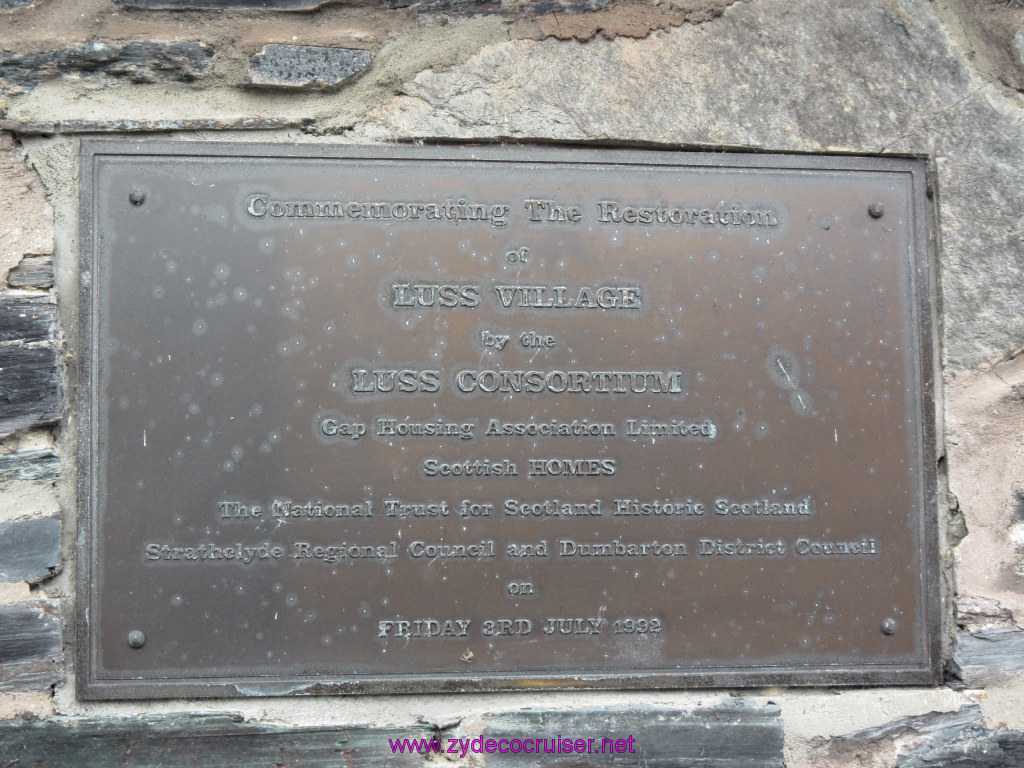 Commemorating The Restoration
of
LUSS VILLAGE
by the
LUSS CONSORTIUM
Gap Housing Association Limited
Scottish HOMES
The National Trust for Scotland Historic Scotland
Strathclyde Regional Council and Dumbarton District Council
on
FRIDAY 3RD JULY 1992
www.zydecocruiser.net